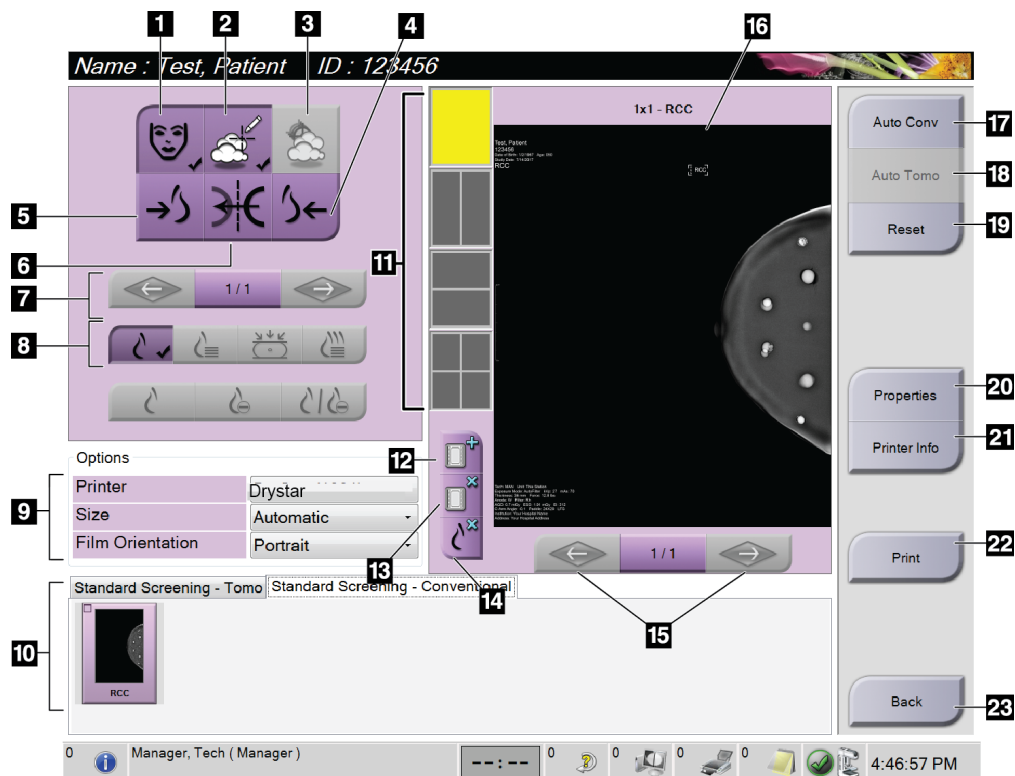 1
2
3
4
Name : Test, Patient ID : 123456
16
1x1 - RCC
Test, Patient
123456
RCC
RCC
Auto Conv
17
Auto Tomo
18
Reset
19
5
6
11
7
1 / 1
8
Properties
20
Printer Info
21
Options
12
9
Printer
Drystar
Size
Automatic
Film Orientation
Portrait
13
1 / 1
Print
22
14
Standard Screening - Tomo
Standard Screening - Conventional
15
10
RCC
Back
23
0
Manager, Tech ( Manager )
--:--
0
0
0
0
4:46:57 PM